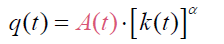 q(t) = A(t)·[k(t)]^α